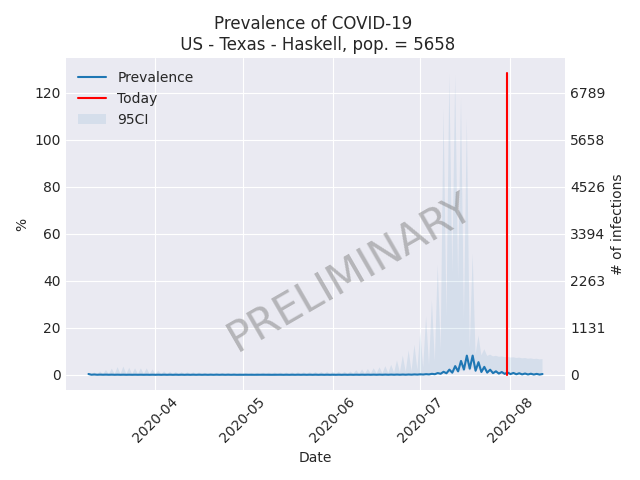 Prevalence of COVID-19
US - Texas - Haskell, pop. = 5658
Prevalence
Today
95CI
120
100
80
60
40
20
0
%
6789
5658
4526
3394
2263
1131
0
# of infections
PRELIMINARY
2020-04
2020-05
2020-06
2020-07
2020-08
Date